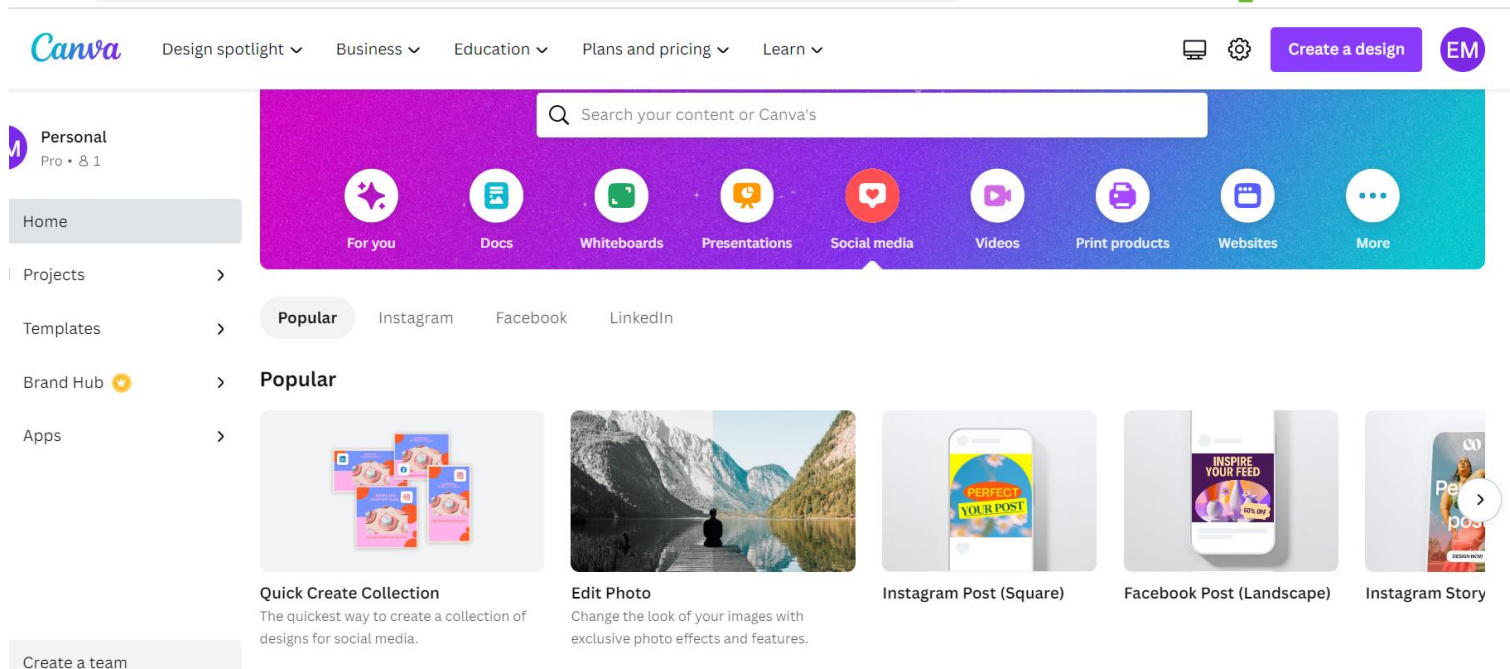 Canva
Design spotlight
Business
Education
Plans and pricing
Learn
Create a design
EM
Search your content or Canva's
M
Personal
Pro • 1
Home
Projects
Templates
Brand Hub
Apps
Create a team
For you
Docs
Whiteboards
Presentations
Social media
Videos
Print products
Websites
More
Popular
Instagram
Facebook
LinkedIn
Popular
PERFECT
YOUR POST
INSPIRE
YOUR FEED
50% OFF
DESIGN NOW
Quick Create Collection
The quickest way to create a collection of
designs for social media.
Edit Photo
Change the look of your images with
exclusive photo effects and features.
Instagram Post (Square)
Facebook Post (Landscape)
Instagram Story